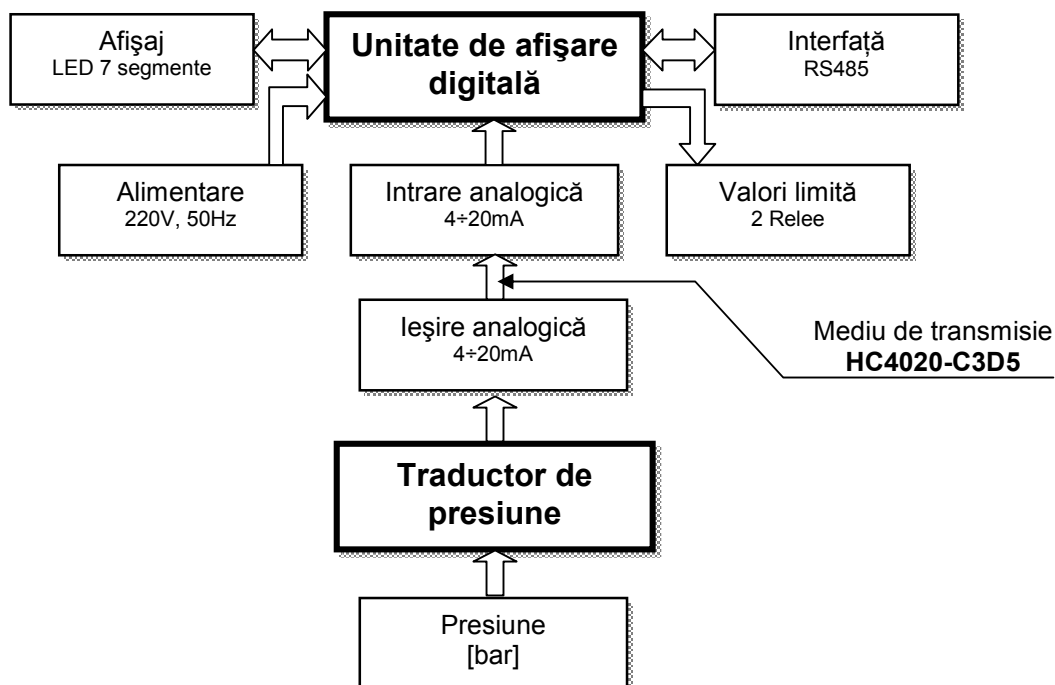 Afişaj
LED 7 segmente
Unitate de afişare
digitală
Interfață
RS485
Alimentare
220V, 50Hz
Intrare analogică
4÷20mA
Valori limită
2 Relee
Ieşire analogică
4÷20mA
Mediu de transmisie
HC4020-C3D5
Traductor de
presiune
Presiune
[bar]